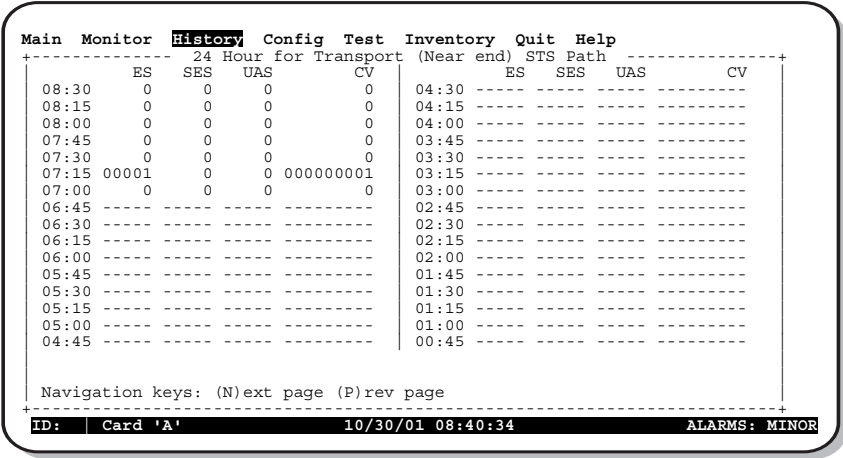 Main  Monitor  History  Config  Test  Inventory  Quit  Help
+--------------- 24 Hour for Transport (Near end) STS Path ---------------+
| ES SES UAS CV | ES SES UAS CV |
| 08:30 0 0 0 0 | 04:30 ----- ----- ----- --------- |
| 08:15 0 0 0 0 | 04:15 ----- ----- ----- --------- |
| 08:00 0 0 0 0 | 04:00 ----- ----- ----- --------- |
| 07:45 0 0 0 0 | 03:45 ----- ----- ----- --------- |
| 07:30 0 0 0 0 | 03:30 ----- ----- ----- --------- |
| 07:15 00001 0 0 000000001 | 03:15 ----- ----- ----- --------- |
| 07:00 0 0 0 0 | 03:00 ----- ----- ----- --------- |
| 06:45 ----- ----- ----- --------- | 02:45 ----- ----- ----- --------- |
| 06:30 ----- ----- ----- --------- | 02:30 ----- ----- ----- --------- |
| 06:15 ----- ----- ----- --------- | 02:15 ----- ----- ----- --------- |
| 06:00 ----- ----- ----- --------- | 02:00 ----- ----- ----- --------- |
| 05:45 ----- ----- ----- --------- | 01:45 ----- ----- ----- --------- |
| 05:30 ----- ----- ----- --------- | 01:30 ----- ----- ----- --------- |
| 05:15 ----- ----- ----- --------- | 01:15 ----- ----- ----- --------- |
| 05:00 ----- ----- ----- --------- | 01:00 ----- ----- ----- --------- |
| 04:45 ----- ----- ----- --------- | 00:45 ----- ----- ----- --------- |
| Navigation keys: (N)ext page (P)rev page |
ID: | Card 'A' 10/30/01 08:40:34 ALARMS: MINOR